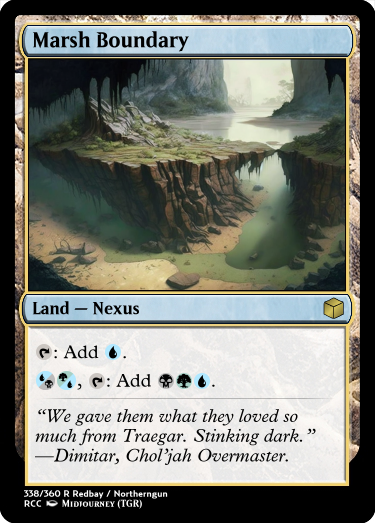 Marsh Boundary
Land — Nexus
: Add .
, : Add .
“We gave them what they loved so
much from Traegar. Stinking dark.”
—Dimitar, Chol’jah Overmaster.
338/360 R Redbay / Northerngun
RCC Midjourney (TGR)